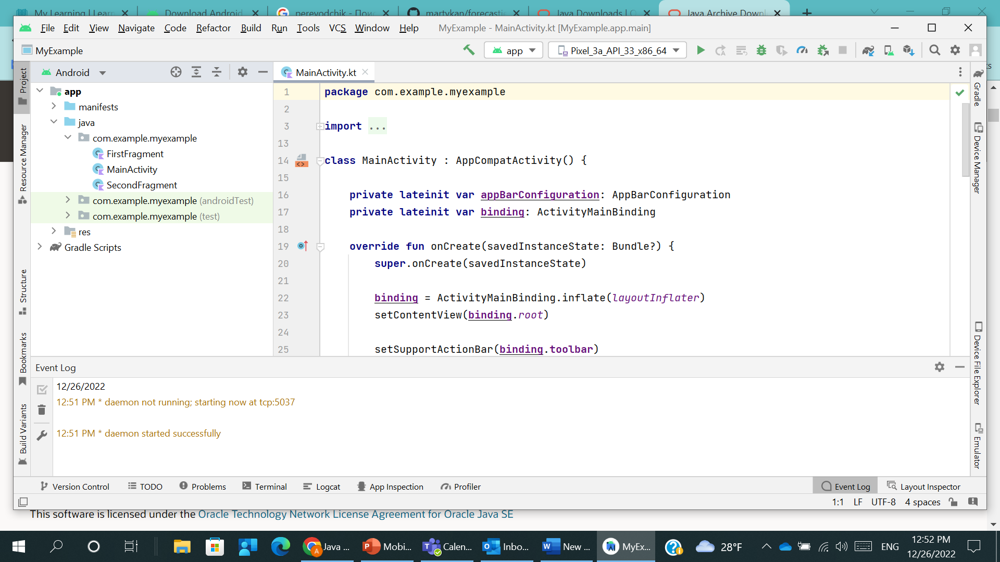 My Learning | Learn
Download Android
perevodchik - Пои
martykan/forecastie
Java Downloads | O
Java Archive Downl
File Edit View Navigate Code Refactor Build Run Tools VCS Window Help MyExample - MainActivity.kt [MyExample.app.main]
MyExample
app
Pixel_3a_API_33_x86_64
Project
Android
MainActivity.kt
app
manifests
java
com.example.myexample
FirstFragment
MainActivity
SecondFragment
com.example.myexample (androidTest)
com.example.myexample (test)
res
Gradle Scripts
Resource Manager
Structure
Bookmarks
Build Variants
1 package com.example.myexample
2
3 import ...
13
14 class MainActivity : AppCompatActivity() {
15
16 private lateinit var appBarConfiguration: AppBarConfiguration
17 private lateinit var binding: ActivityMainBinding
18
19 override fun onCreate(savedInstanceState: Bundle?) {
20 super.onCreate(savedInstanceState)
21
22 binding = ActivityMainBinding.inflate(layoutInflater)
23 setContentView(binding.root)
24
25 setSupportActionBar(binding.toolbar)
Gradle
Device Manager
Device File Explorer
Emulator
Event Log
12/26/2022
12:51 PM * daemon not running; starting now at tcp:5037
12:51 PM * daemon started successfully
Version Control TODO Problems Terminal Logcat App Inspection Profiler Event Log Layout Inspector
1:1 LF UTF-8 4 spaces
This software is licensed under the Oracle Technology Network License Agreement for Oracle Java SE
Java ...
Mobi...
Calen...
Inbo...
New ...
MyEx...
28°F
ENG
12:52 PM
12/26/2022